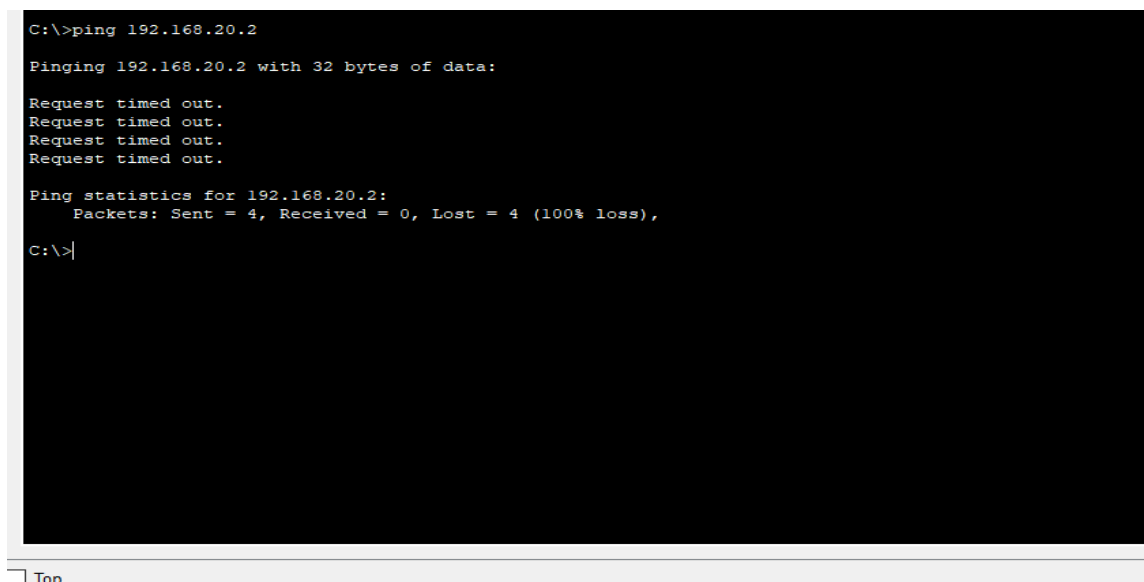 C:\>ping 192.168.20.2
Pinging 192.168.20.2 with 32 bytes of data:
Request timed out.
Request timed out.
Request timed out.
Request timed out.
Ping statistics for 192.168.20.2:
Packets: Sent = 4, Received = 0, Lost = 4 (100% loss),
C:\>
Top